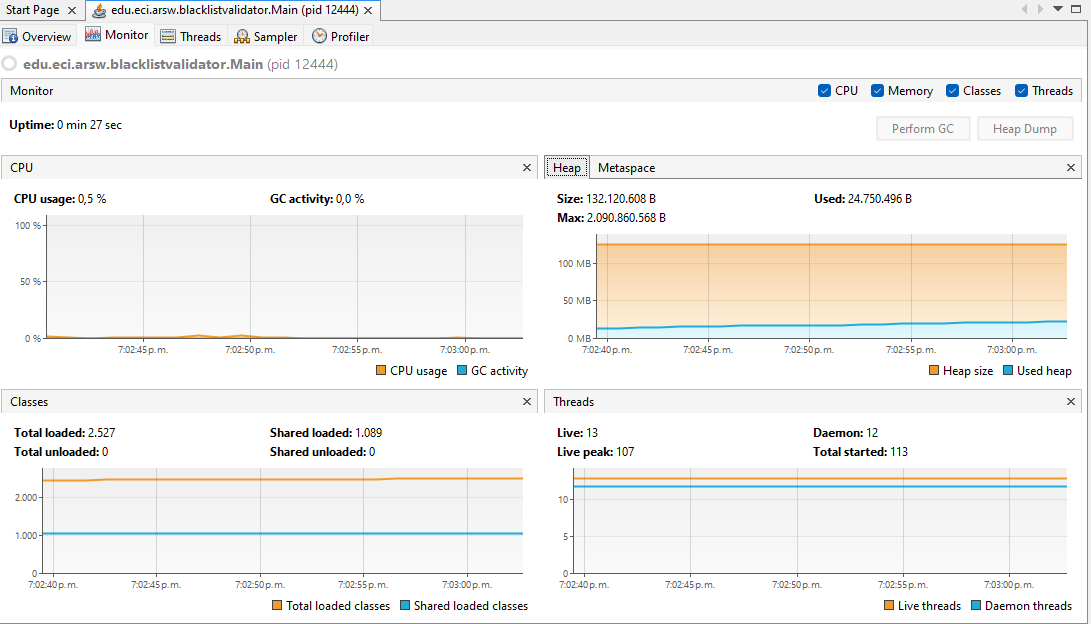 Start Page
edu.eci.arsw.blacklistvalidator.Main (pid 12444)
Overview Monitor Threads Sampler Profiler
edu.eci.arsw.blacklistvalidator.Main (pid 12444)
Monitor
CPU Memory Classes Threads
Uptime: 0 min 27 sec
Perform GC Heap Dump
CPU
CPU usage: 0,5 % GC activity: 0,0 %
100 %
50 %
0 %
7:02:45 p.m. 7:02:50 p.m. 7:02:55 p.m. 7:03:00 p.m.
CPU usage GC activity
Heap Metaspace
Size: 132.120.608 B Used: 24.750.496 B
Max: 2.090.860.568 B
100 MB
50 MB
0 MB
7:02:40 p.m. 7:02:45 p.m. 7:02:50 p.m. 7:02:55 p.m. 7:03:00 p.m.
Heap size Used heap
Classes
Total loaded: 2.527 Shared loaded: 1.089
Total unloaded: 0 Shared unloaded: 0
2.000
1.000
0
7:02:40 p.m. 7:02:45 p.m. 7:02:50 p.m. 7:02:55 p.m. 7:03:00 p.m.
Total loaded classes Shared loaded classes
Threads
Live: 13 Daemon: 12
Live peak: 107 Total started: 113
10
5
0
7:02:40 p.m. 7:02:45 p.m. 7:02:50 p.m. 7:02:55 p.m. 7:03:00 p.m.
Live threads Daemon threads